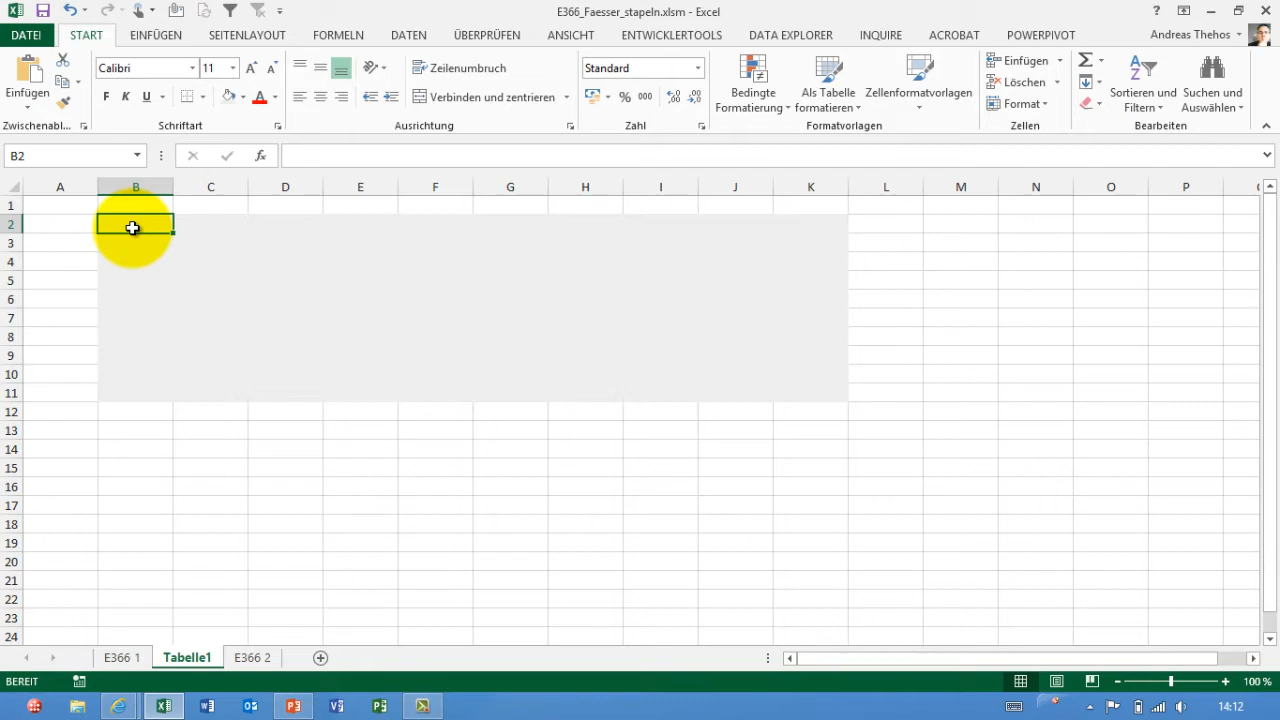 E366_Faesser_stapeln.xlsm - Excel
DATEI START EINFÜGEN SEITENLAYOUT FORMELN DATEN ÜBERPRÜFEN ANSICHT ENTWICKLERTOOLS DATA EXPLORER INQUIRE ACROBAT POWERPIVOT Andreas Thehos
Einfügen
Zwischenabl...
Calibri 11
F K U
Schriftart
Zeilenumbruch
Verbinden und zentrieren
Ausrichtung
Standard
% 000
Zahl
Bedingte Formatierung
Als Tabelle formatieren
Zellenformatvorlagen
Formatvorlagen
Einfügen
Löschen
Format
Zellen
Sortieren und Filtern
Suchen und Auswählen
Bearbeiten
B2
A B C D E F G H I J K L M N O P
1
2
3
4
5
6
7
8
9
10
11
12
13
14
15
16
17
18
19
20
21
22
23
24
E366 1 Tabelle1 E366 2
BEREIT 100 %
14:12